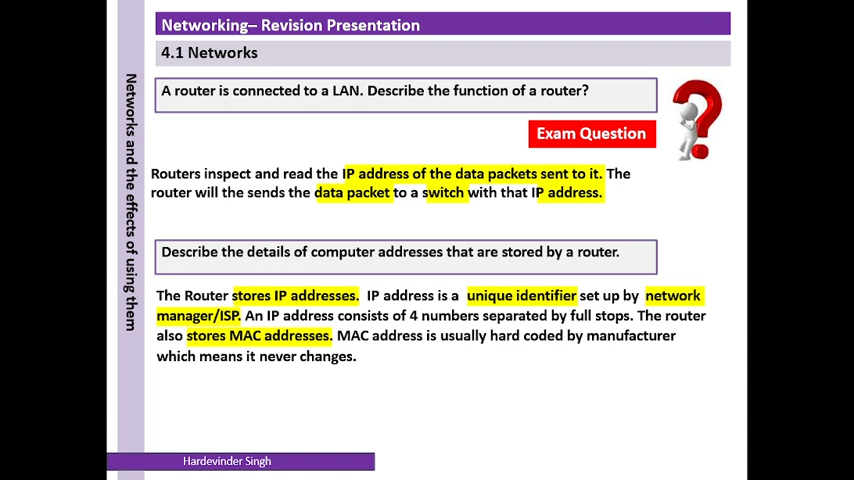 Networking– Revision Presentation
4.1 Networks
Networks and the effects of using them
A router is connected to a LAN. Describe the function of a router?
Exam Question
Routers inspect and read the IP address of the data packets sent to it. The
router will the sends the data packet to a switch with that IP address.
Describe the details of computer addresses that are stored by a router.
The Router stores IP addresses. IP address is a unique identifier set up by network
manager/ISP. An IP address consists of 4 numbers separated by full stops. The router
also stores MAC addresses. MAC address is usually hard coded by manufacturer
which means it never changes.
Hardevinder Singh